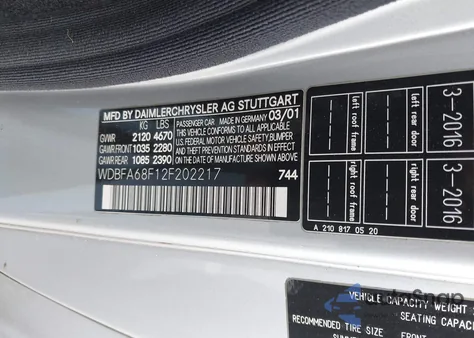 MFD BY DAIMLERCHRYSLER AG STUTTGART
KG LBS PASSENGER CAR MADE IN GERMANY 03/01
GVWR 2120 4670 THIS VEHICLE CONFORMS TO ALL APPLICABLE
GAWR FRONT 1035 2280 U.S. FEDERAL MOTOR VEHICLE SAFETY, BUMPER
GAWR REAR 1085 2390 AND THEFT PREVENTION STANDARDS IN EFFECT
ON THE DATE OF MANUFACTURE SHOWN ABOVE.
WDBFA68F12F202217 744
left roof frame
left door
3-2016
right roof frame
right door
3-2016
A 210 817 05 20
VEHICLE CAPACITY WEIGHT
SEATING CAPAC
RECOMMENDED TIRE SIZE
FRONT